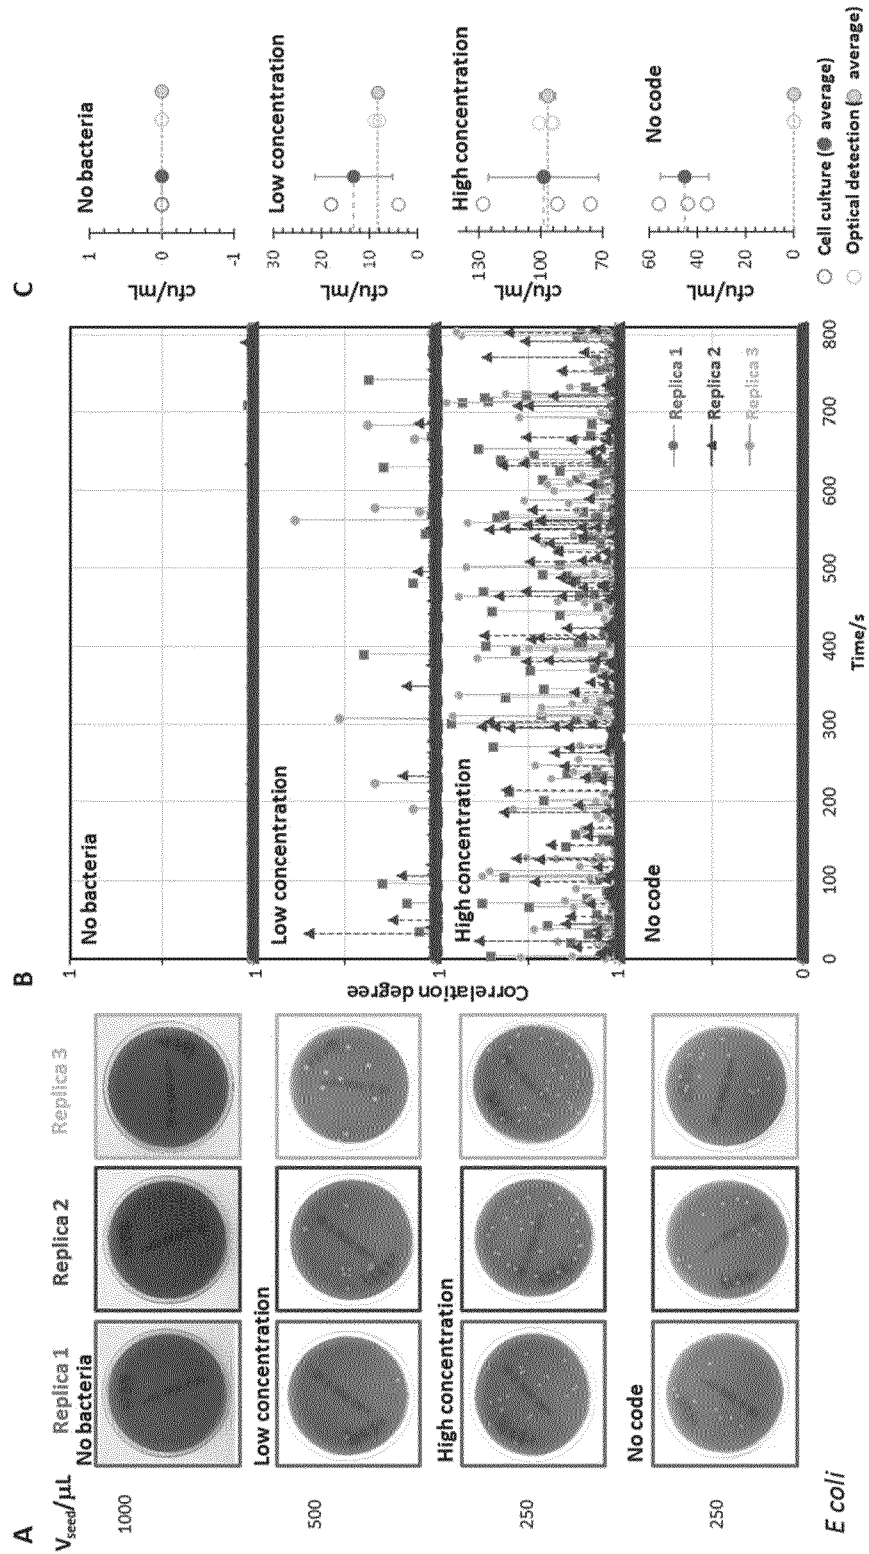 A
V_seed/µL
Replica 1
Replica 2
Replica 3
No bacteria
1000
Low concentration
500
High concentration
250
No code
250
E coli
B
Correlation degree
1
No bacteria
1
Low concentration
1
High concentration
1
No code
Replica 1
Replica 2
Replica 3
0
100
200
300
400
500
600
700
800
Time/s
C
No bacteria
cfu/mL
1
0
-1
Low concentration
cfu/mL
30
20
10
0
High concentration
cfu/mL
130
100
70
No code
cfu/mL
60
40
20
0
Cell culture ( average)
Optical detection ( average)